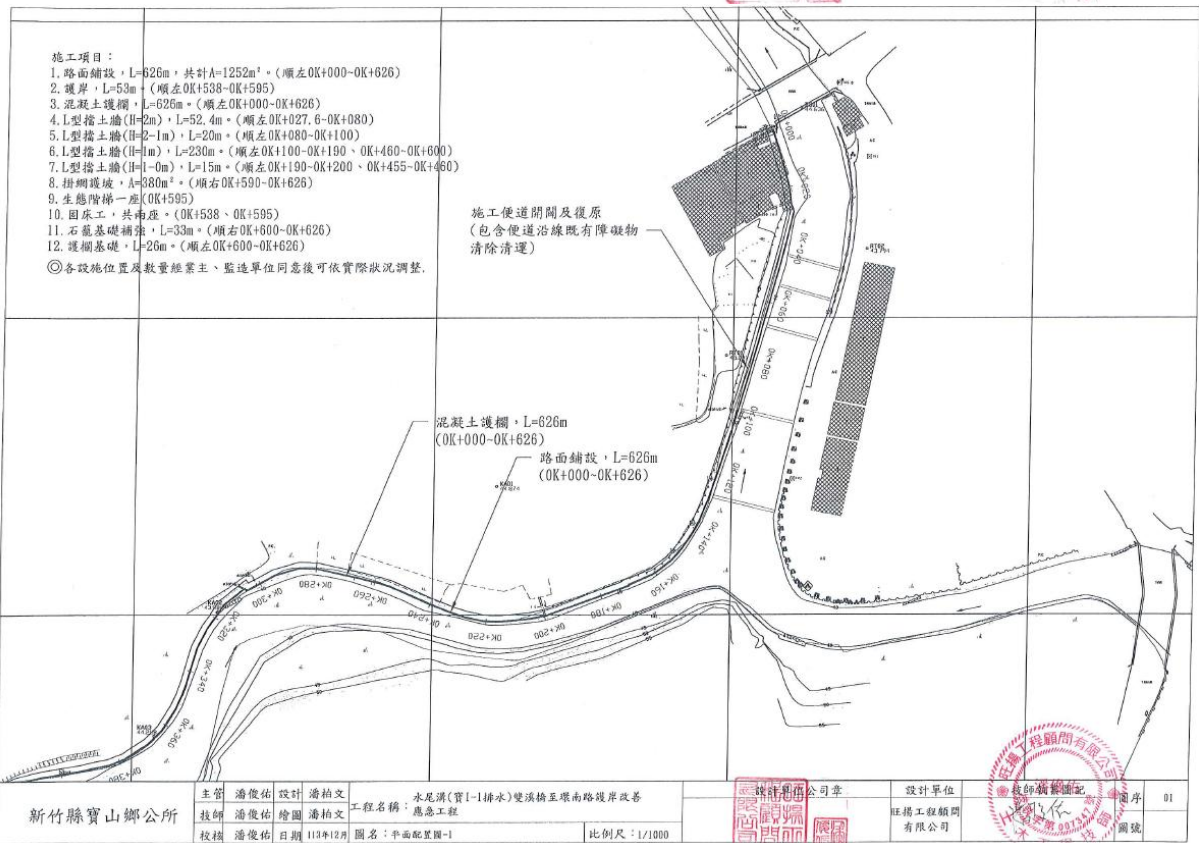 施工項目：
1.路面鋪設，L=626m，共計A=1252m²。(順左0K+000~0K+626)
2.護岸，L=53m。(順左0K+538~0K+595)
3.混凝土護欄，L=626m。(順左0K+000~0K+626)
4.L型擋土牆(H=2m)，L=52.4m。(順左0K+027.6~0K+080)
5.L型擋土牆(H=2-1m)，L=20m。(順左0K+080~0K+100)
6.L型擋土牆(H=1m)，L=230m。(順左0K+100~0K+190、0K+460~0K+600)
7.L型擋土牆(H=1-0m)，L=15m。(順左0K+190~0K+200、0K+455~0K+460)
8.掛網護坡，A=380m²。(順右0K+590~0K+626)
9.生態階梯一座(0K+595)
10.固床工，共兩座。(0K+538、0K+595)
11.石籠基礎補強，L=33m。(順右0K+600~0K+626)
12.護欄基礎，L=26m。(順左0K+600~0K+626)
◎各設施位置及數量經業主、監造單位同意後可依實際狀況調整.
施工便道開闢及復原
(包含便道沿線既有障礙物
清除清運)
混凝土護欄，L=626m
(0K+000~0K+626)
路面鋪設，L=626m
(0K+000~0K+626)
0K+000
0K+040
0K+060
0K+080
0K+100
0K+120
0K+140
0K+160
0K+180
0K+200
0K+220
0K+240
0K+260
0K+280
0K+300
0K+320
0K+340
0K+360
0K+380
新竹縣寶山鄉公所
主管 潘俊佑 設計 潘柏文
技師 潘俊佑 繪圖 潘柏文
校核 潘俊佑 日期 113年12月
工程名稱：水尾溝(寶1-1排水)雙溪橋至環南路護岸改善
應急工程
圖名：平面配置圖-1
比例尺：1/1000
設計單位公司章
設計單位
旺揚工程顧問
有限公司
技師執業圖記
圖序 01
圖號